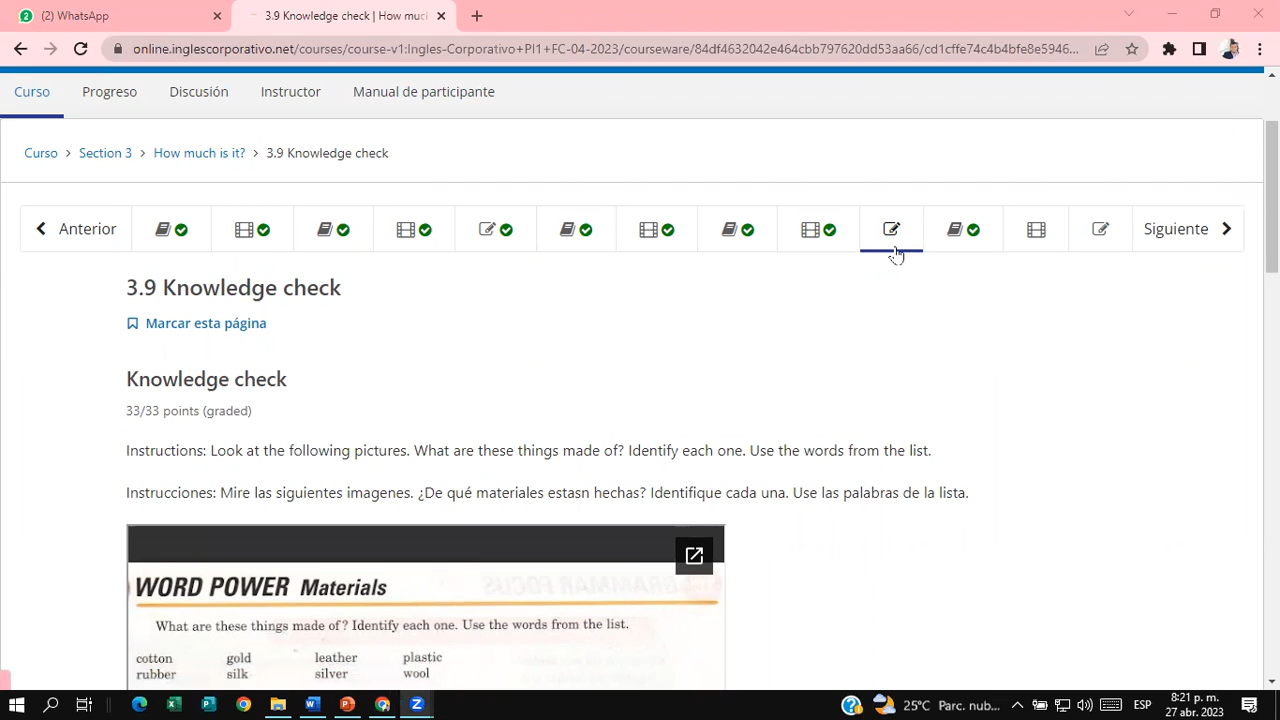 (2) WhatsApp
3.9 Knowledge check | How muc
online.inglescorporativo.net/courses/course-v1:Ingles-Corporativo+PI1+FC-04-2023/courseware/84df4632042e464cbb797620dd53aa66/cd1cffe74c4b4bfe8e5946...
Curso Progreso Discusión Instructor Manual de participante
Curso > Section 3 > How much is it? > 3.9 Knowledge check
Anterior Siguiente
3.9 Knowledge check
Marcar esta página
Knowledge check
33/33 points (graded)
Instructions: Look at the following pictures. What are these things made of? Identify each one. Use the words from the list.
Instrucciones: Mire las siguientes imagenes. ¿De qué materiales estasn hechas? Identifique cada una. Use las palabras de la lista.
WORD POWER Materials
What are these things made of? Identify each one. Use the words from the list.
cotton gold leather plastic
rubber silk silver wool
25°C Parc. nub... ESP 8:21 p. m.
27 abr. 2023